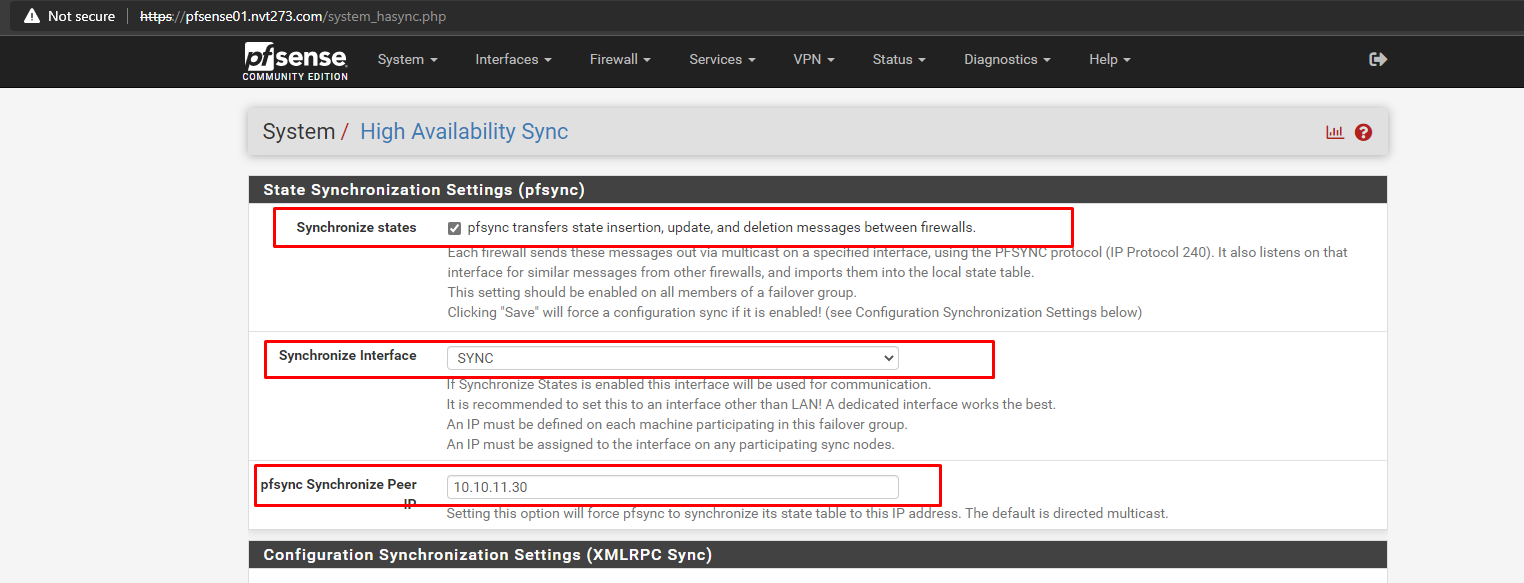 Not secure
https://pfsense01.nvt273.com/system_hasync.php
pfsense
COMMUNITY EDITION
System
Interfaces
Firewall
Services
VPN
Status
Diagnostics
Help
System / High Availability Sync
State Synchronization Settings (pfsync)
Synchronize states
pfsync transfers state insertion, update, and deletion messages between firewalls.
Each firewall sends these messages out via multicast on a specified interface, using the PFSYNC protocol (IP Protocol 240). It also listens on that
interface for similar messages from other firewalls, and imports them into the local state table.
This setting should be enabled on all members of a failover group.
Clicking "Save" will force a configuration sync if it is enabled! (see Configuration Synchronization Settings below)
Synchronize Interface
SYNC
If Synchronize States is enabled this interface will be used for communication.
It is recommended to set this to an interface other than LAN! A dedicated interface works the best.
An IP must be defined on each machine participating in this failover group.
An IP must be assigned to the interface on any participating sync nodes.
pfsync Synchronize Peer
IP
10.10.11.30
Setting this option will force pfsync to synchronize its state table to this IP address. The default is directed multicast.
Configuration Synchronization Settings (XMLRPC Sync)